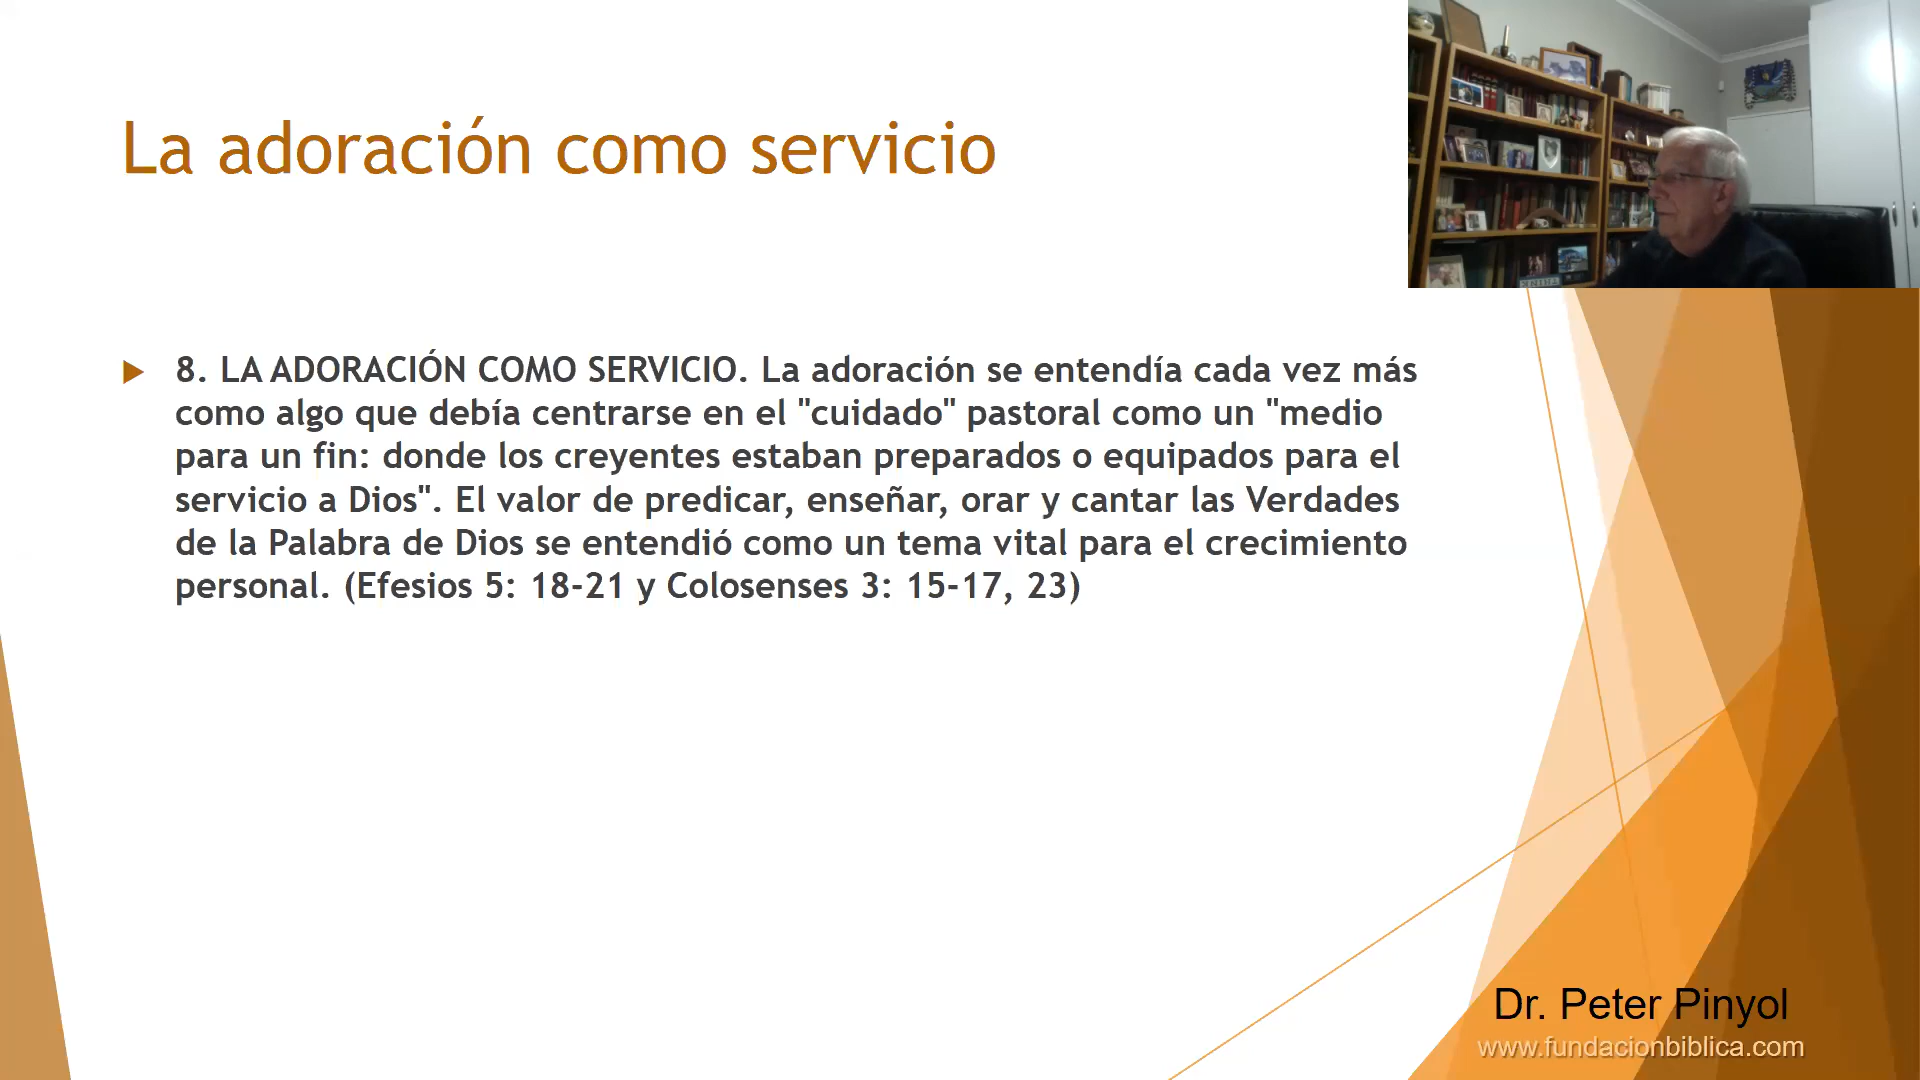 La adoración como servicio
8. LA ADORACIÓN COMO SERVICIO. La adoración se entendía cada vez más
como algo que debía centrarse en el "cuidado" pastoral como un "medio
para un fin: donde los creyentes estaban preparados o equipados para el
servicio a Dios". El valor de predicar, enseñar, orar y cantar las Verdades
de la Palabra de Dios se entendió como un tema vital para el crecimiento
personal. (Efesios 5: 18-21 y Colosenses 3: 15-17, 23)
Dr. Peter Pinyol
www.fundacionbiblica.com